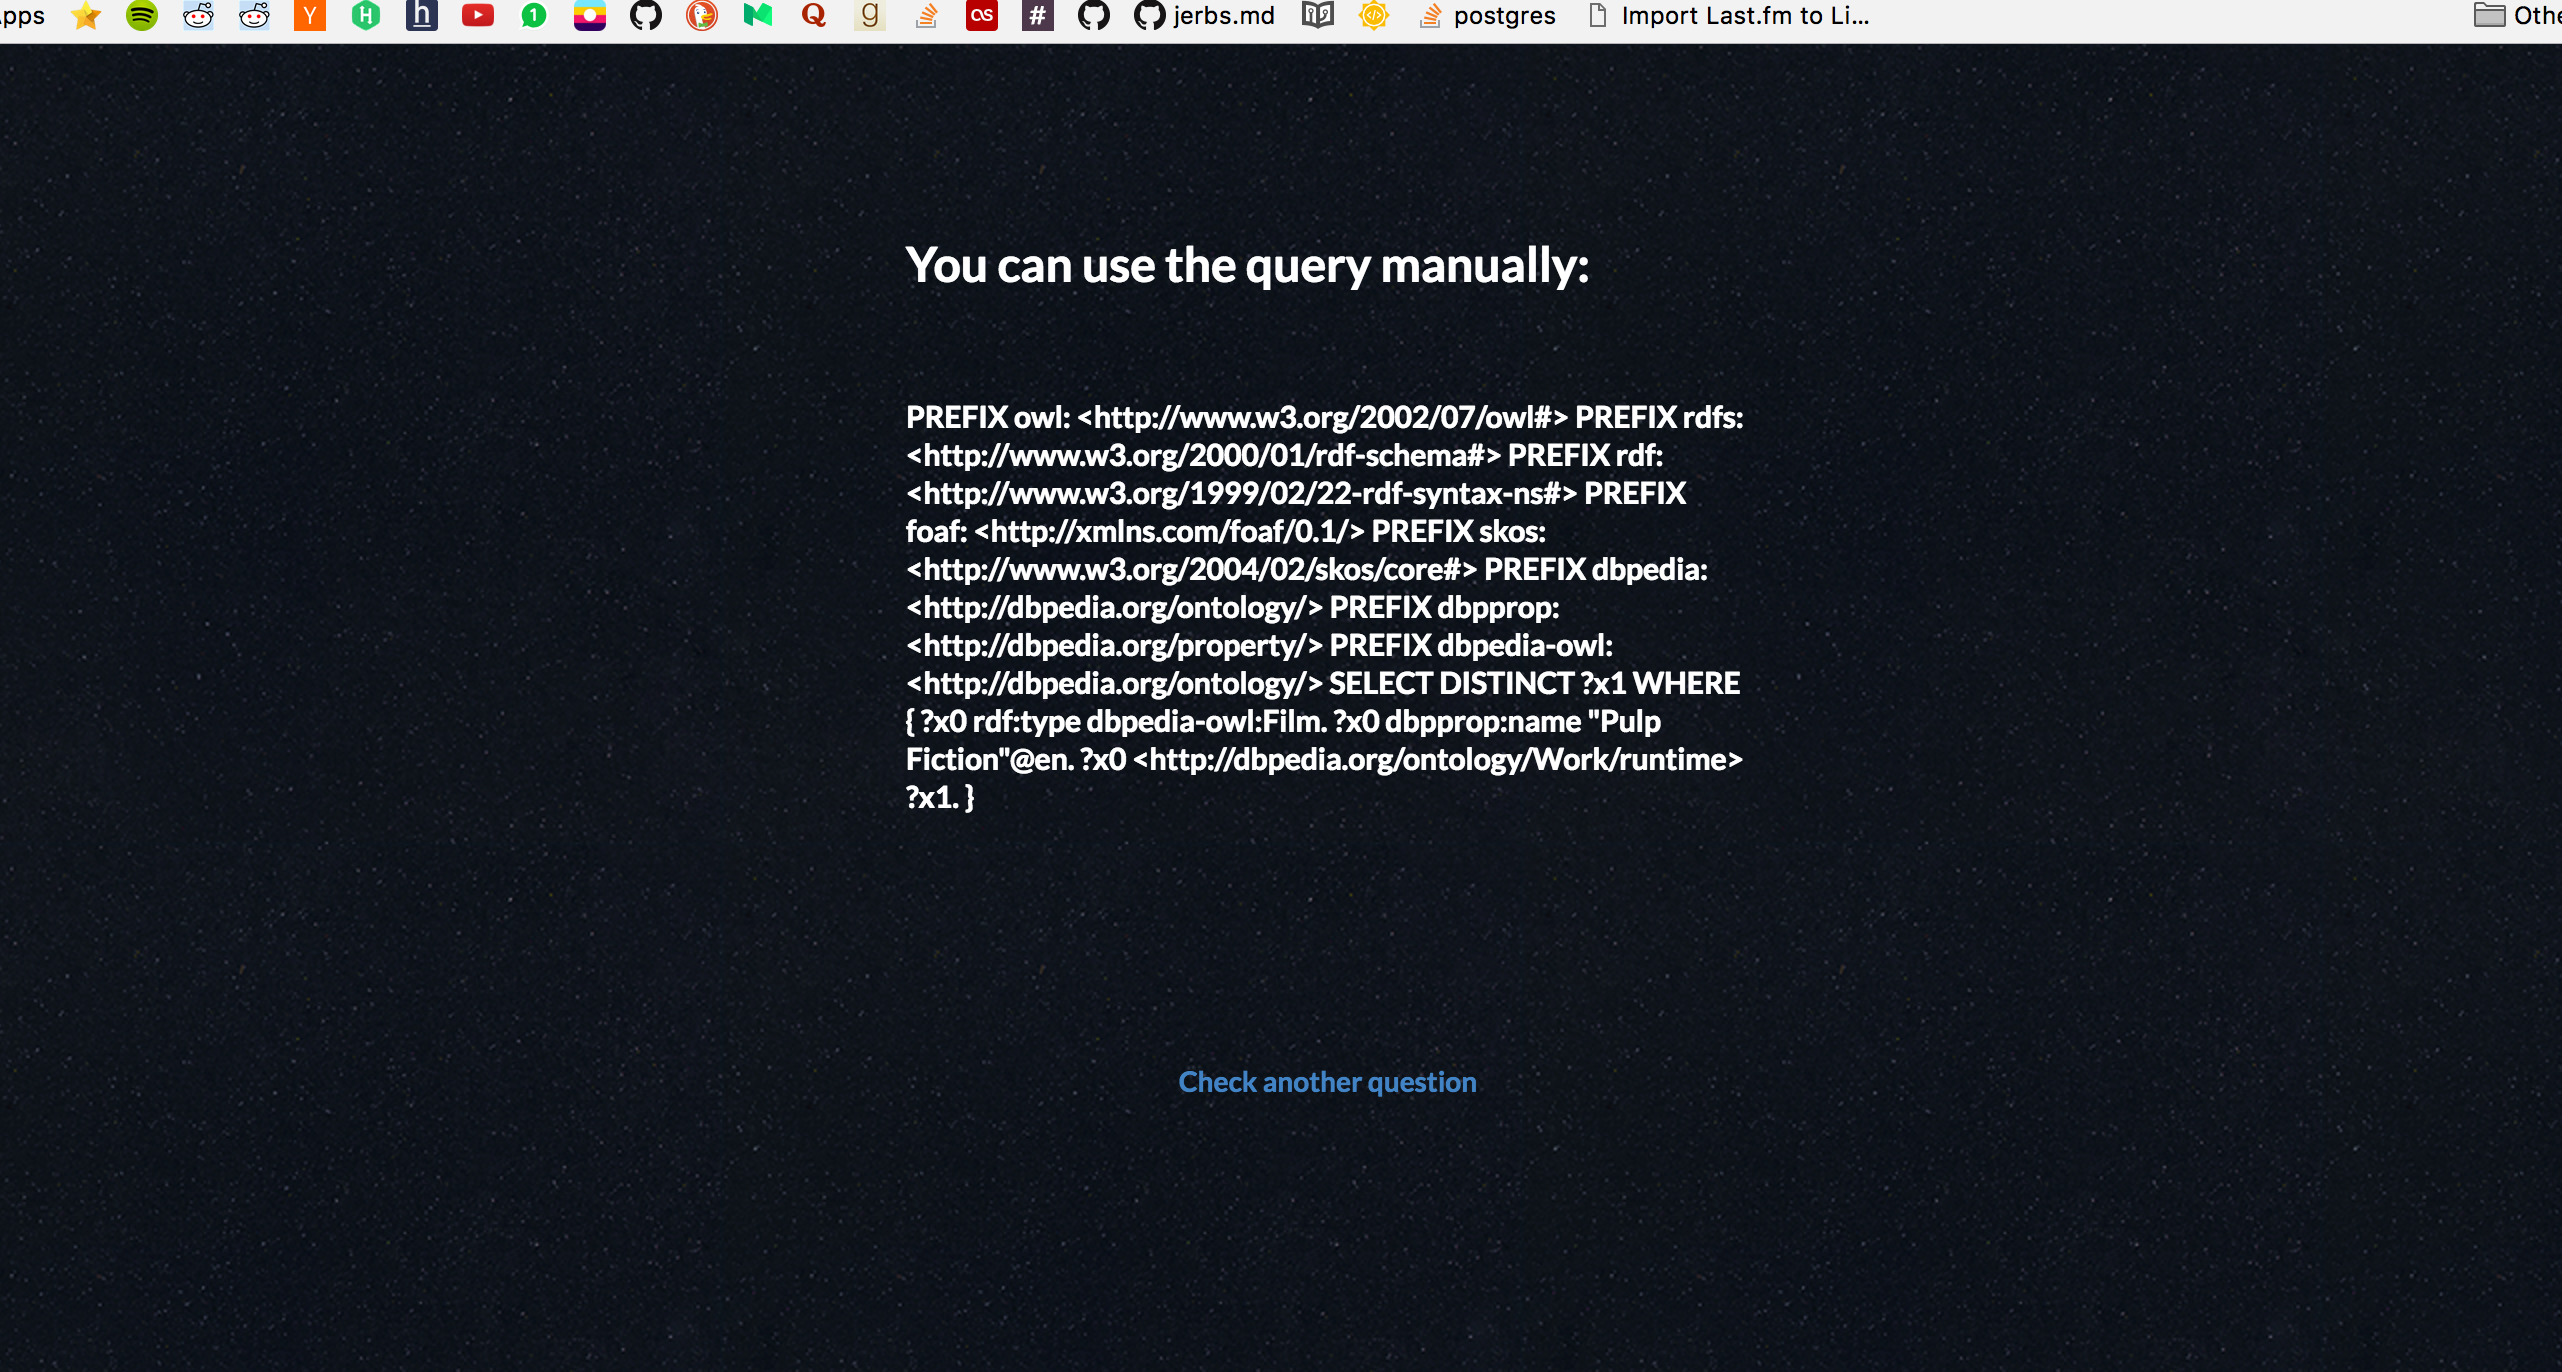 pps Y H h 1 Q g OS # jerbs.md postgres Import Last.fm to Li... Othe
You can use the query manually:
PREFIX owl: <http://www.w3.org/2002/07/owl#> PREFIX rdfs:
<http://www.w3.org/2000/01/rdf-schema#> PREFIX rdf:
<http://www.w3.org/1999/02/22-rdf-syntax-ns#> PREFIX
foaf: <http://xmlns.com/foaf/0.1/> PREFIX skos:
<http://www.w3.org/2004/02/skos/core#> PREFIX dbpedia:
<http://dbpedia.org/ontology/> PREFIX dbpprop:
<http://dbpedia.org/property/> PREFIX dbpedia-owl:
<http://dbpedia.org/ontology/> SELECT DISTINCT ?x1 WHERE
{ ?x0 rdf:type dbpedia-owl:Film. ?x0 dbpprop:name "Pulp
Fiction"@en. ?x0 <http://dbpedia.org/ontology/Work/runtime>
?x1. }
Check another question